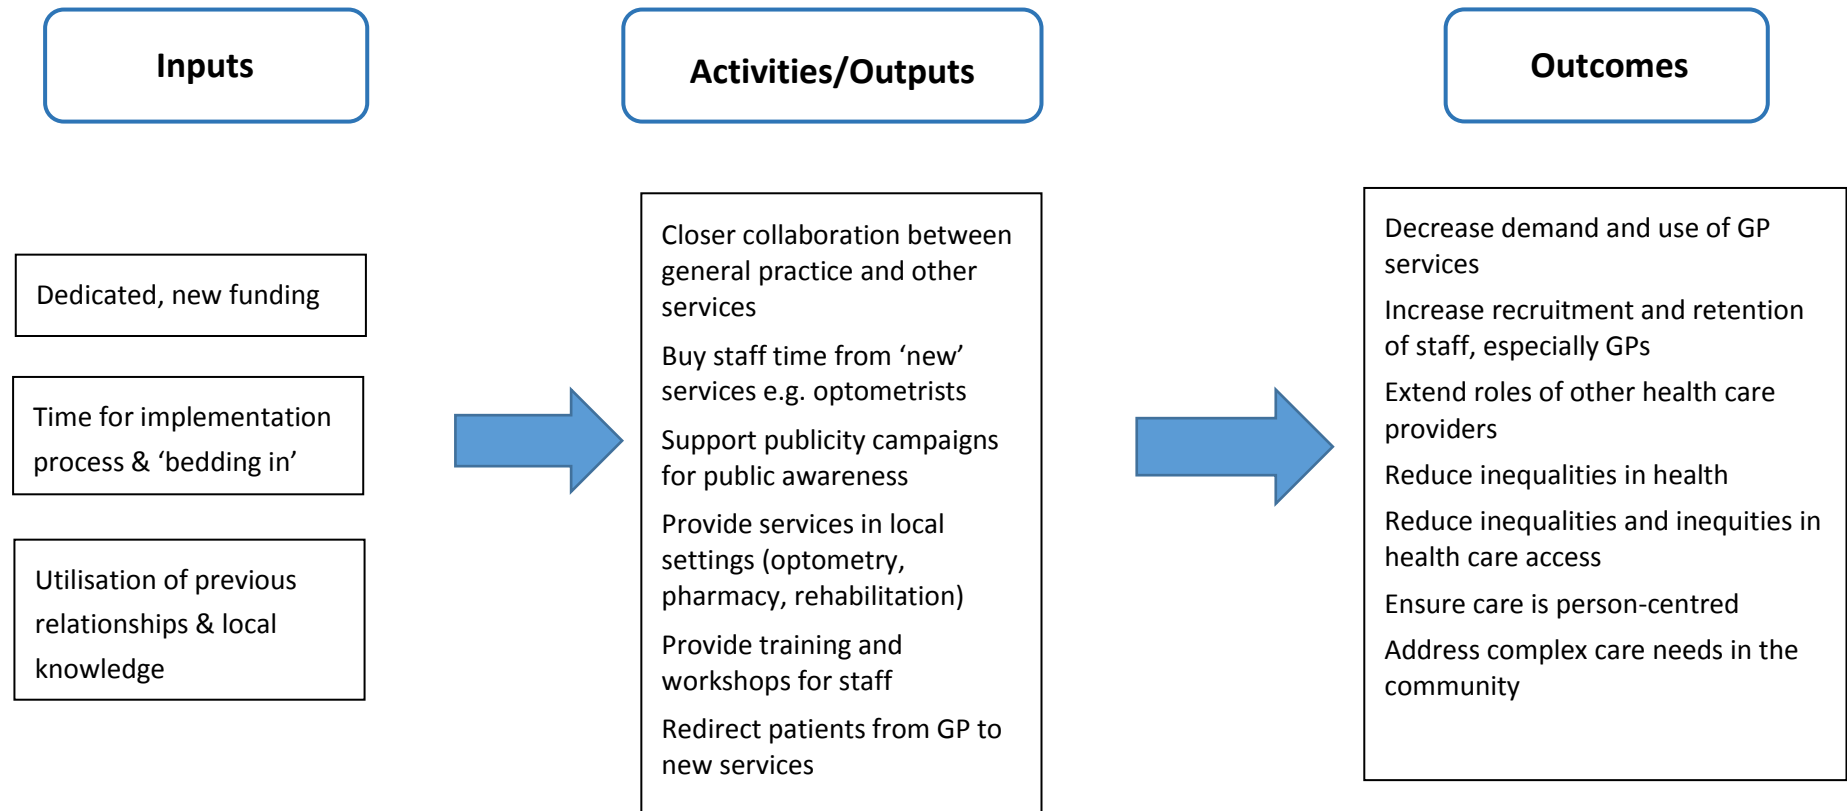 Inputs
Activities/Outputs
Outcomes
Dedicated, new funding
Time for implementation
process & ‘bedding in’
Utilisation of previous
relationships & local
knowledge
Closer collaboration between
general practice and other
services
Buy staff time from ‘new’
services e.g. optometrists
Support publicity campaigns
for public awareness
Provide services in local
settings (optometry,
pharmacy, rehabilitation)
Provide training and
workshops for staff
Redirect patients from GP to
new services
Decrease demand and use of GP
services
Increase recruitment and retention
of staff, especially GPs
Extend roles of other health care
providers
Reduce inequalities in health
Reduce inequalities and inequities in
health care access
Ensure care is person-centred
Address complex care needs in the
community